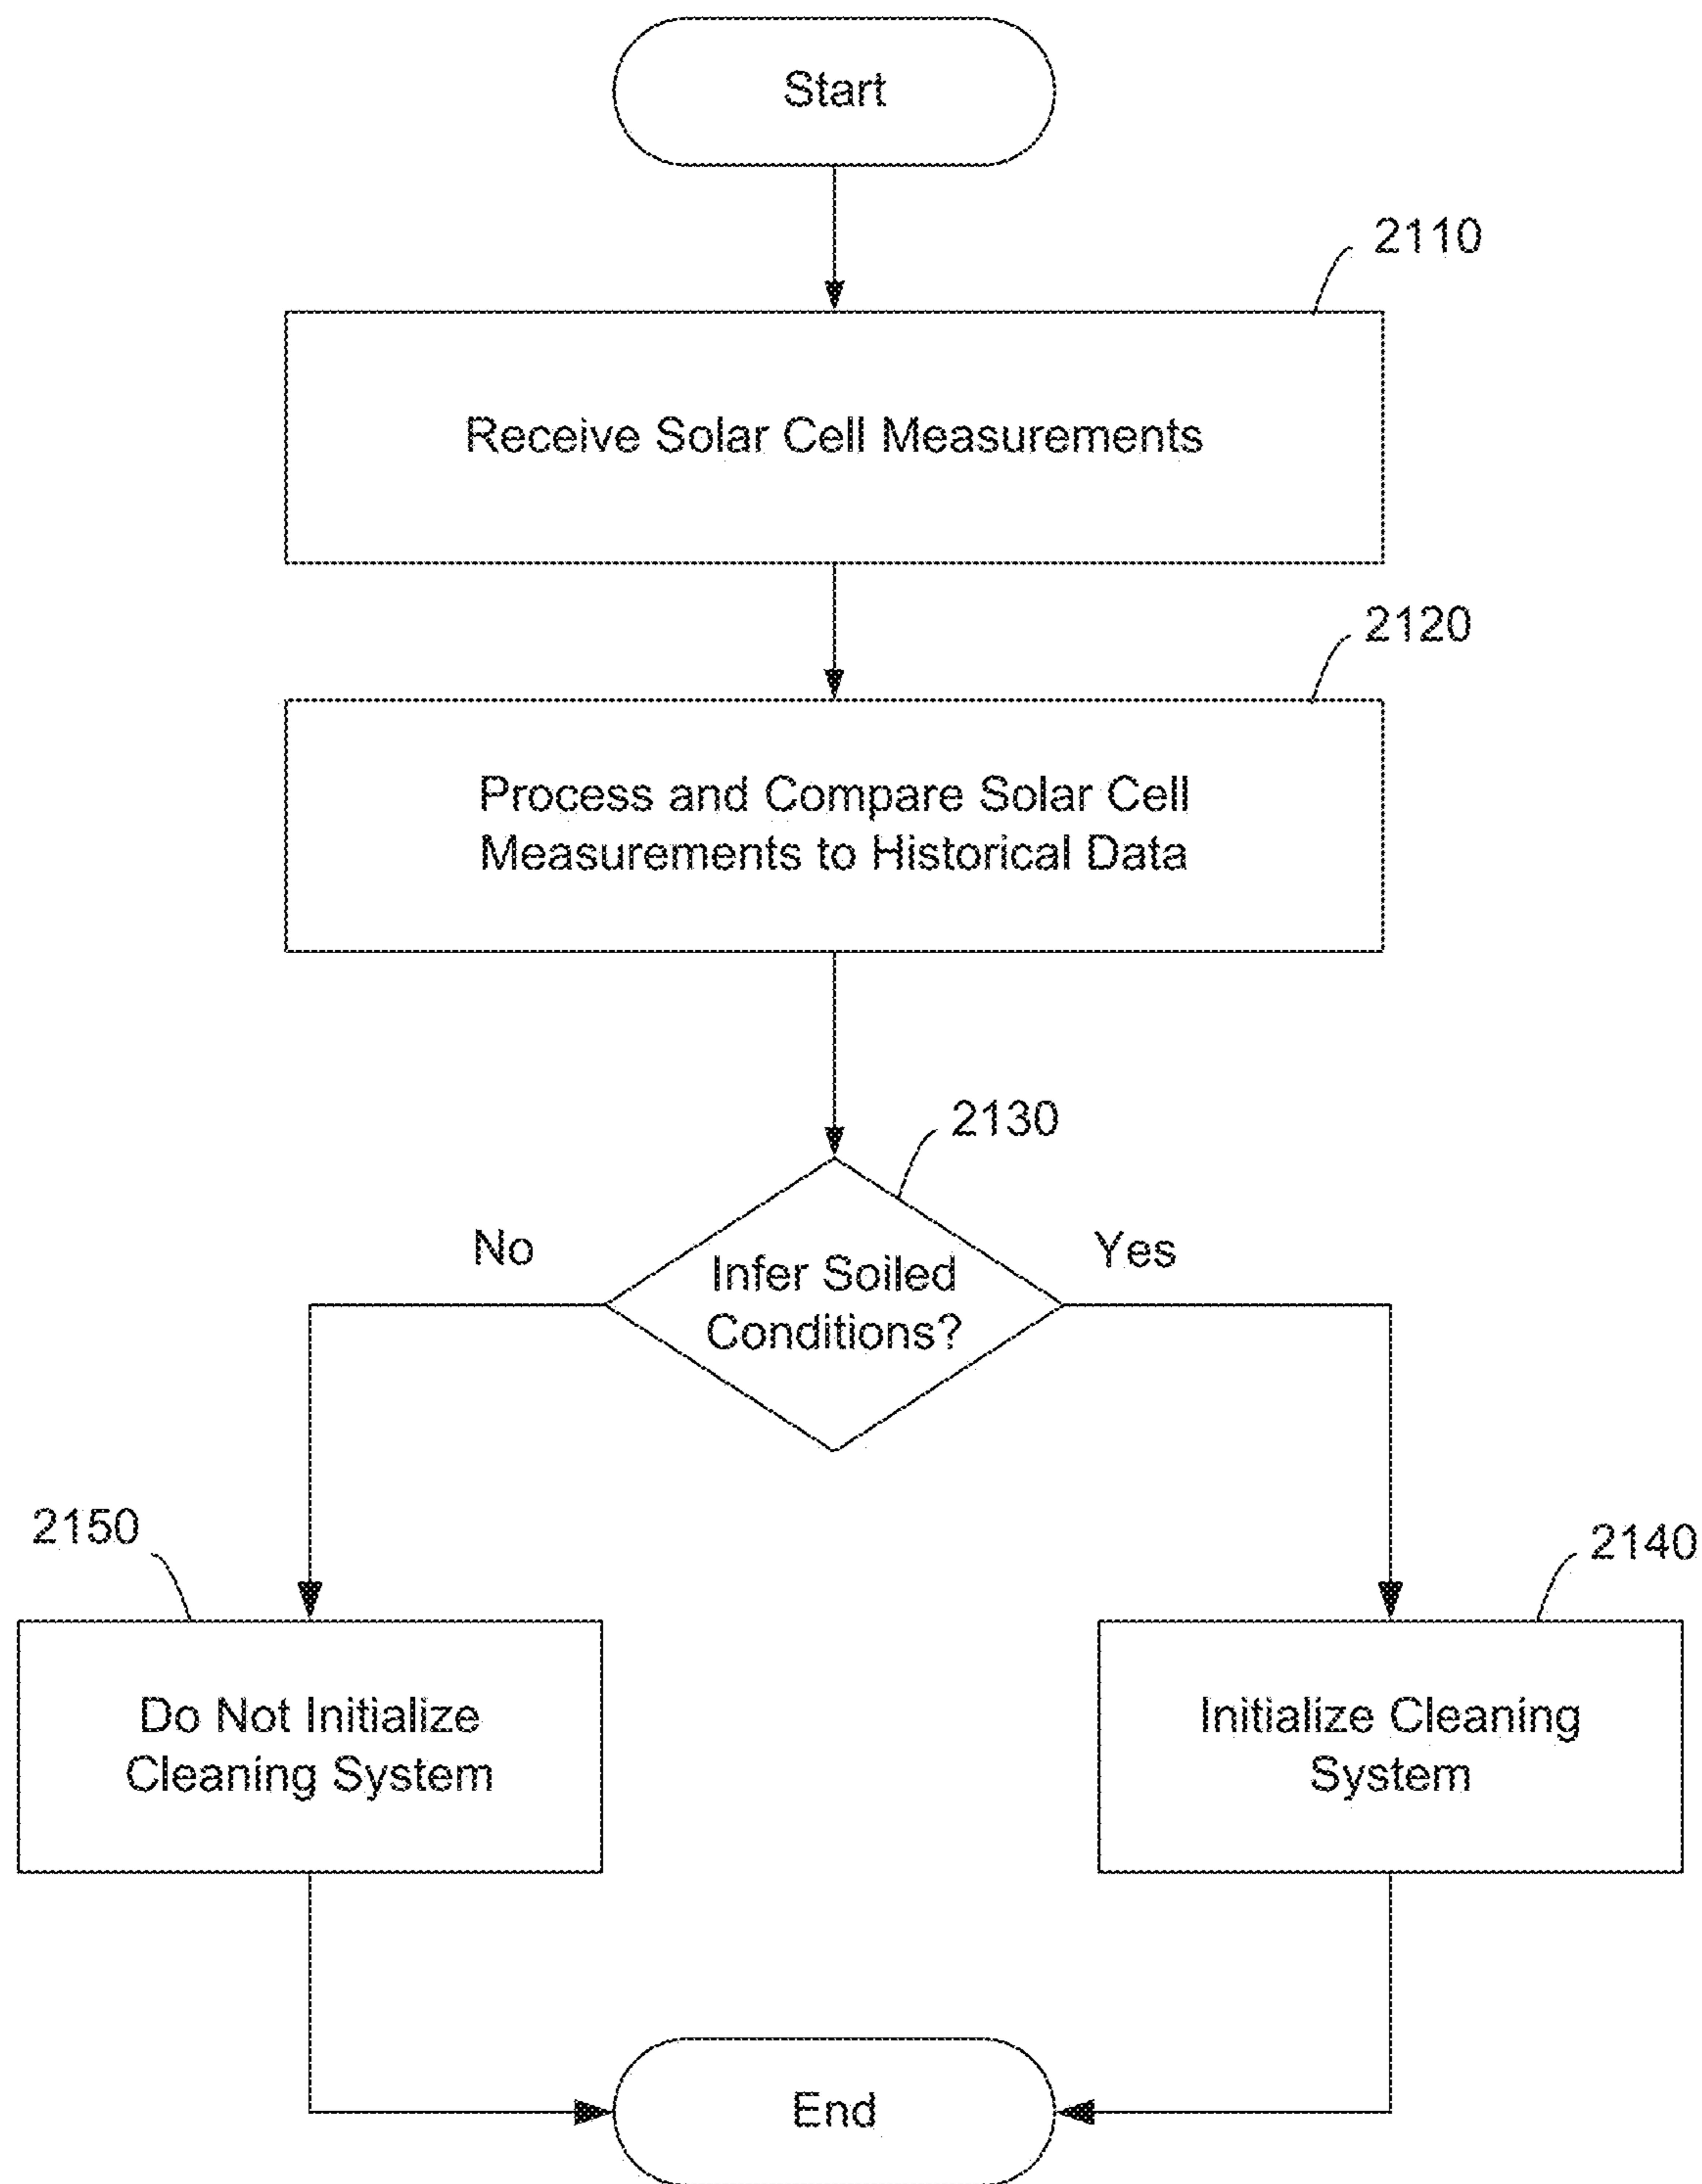 Start
2110
Receive Solar Cell Measurements
2120
Process and Compare Solar Cell
Measurements to Historical Data
2130
No
Yes
Infer Soiled
Conditions?
2150
2140
Do Not Initialize
Cleaning System
Initialize Cleaning
System
End